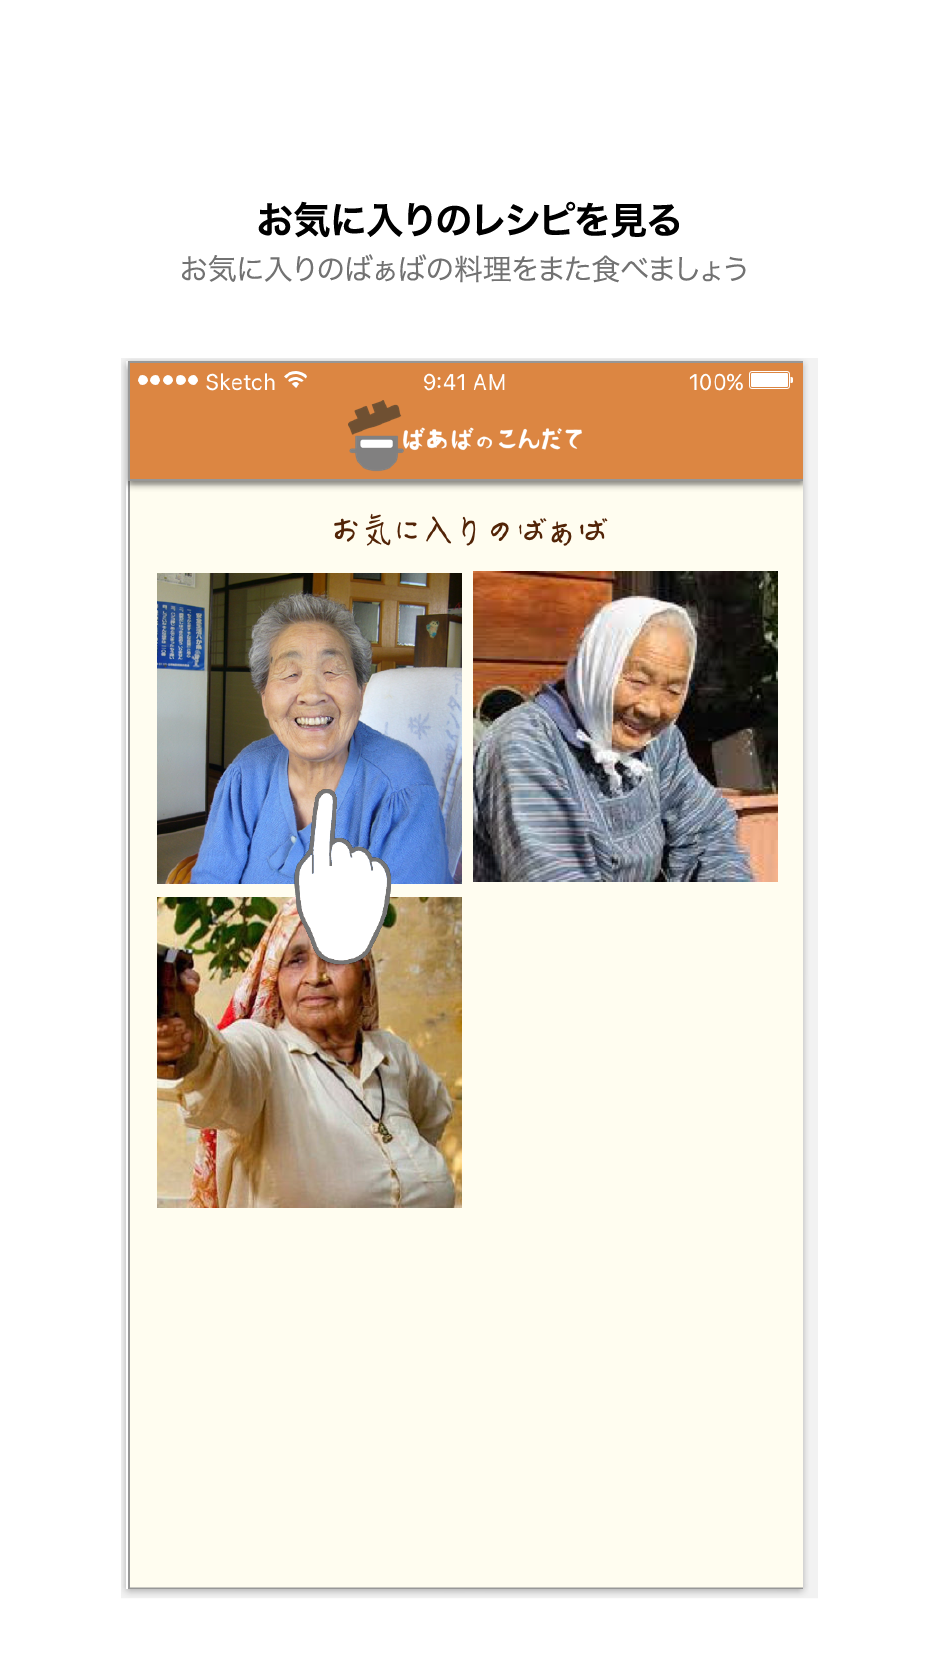 お気に入りのレシピを見る
お気に入りのばぁばの料理をまた食べましょう
Sketch 9:41 AM 100%
ばあばのこんだて
お気に入りのばぁば